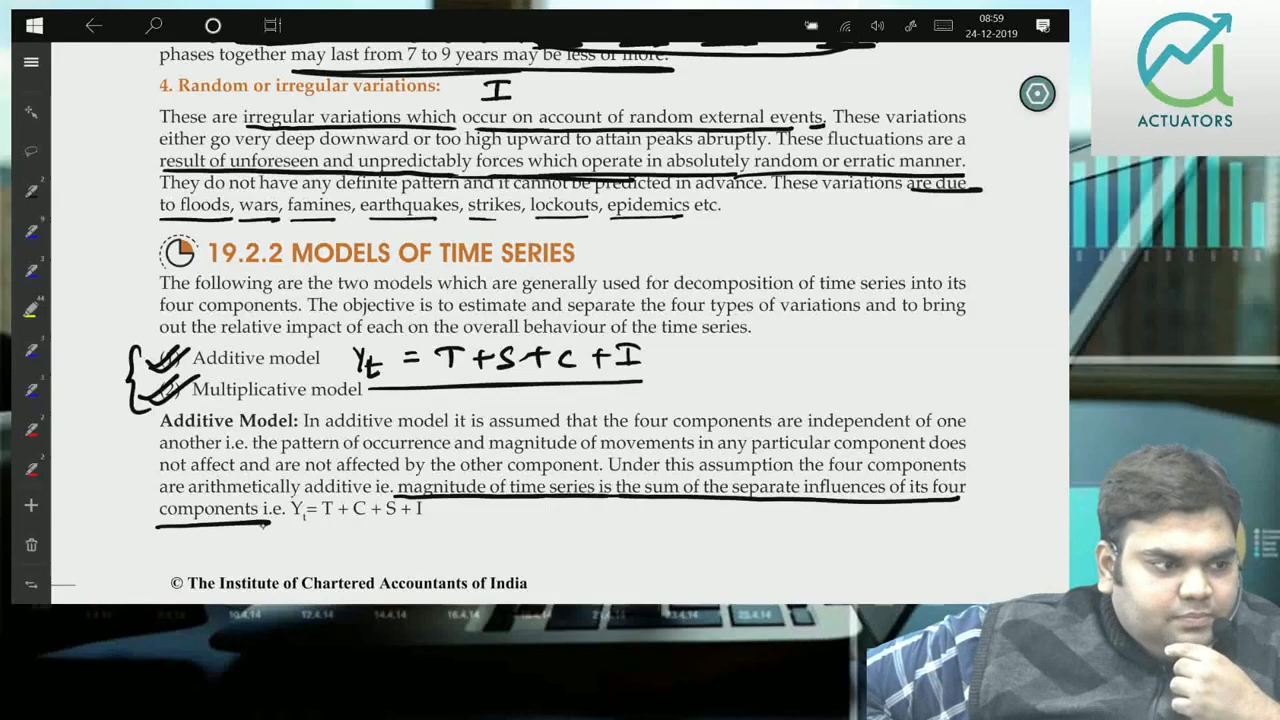 08:59
24-12-2019
ACTUATORS
phases together may last from 7 to 9 years may be less or more.
4. Random or irregular variations: I
These are irregular variations which occur on account of random external events. These variations
either go very deep downward or too high upward to attain peaks abruptly. These fluctuations are a
result of unforeseen and unpredictably forces which operate in absolutely random or erratic manner.
They do not have any definite pattern and it cannot be predicted in advance. These variations are due
to floods, wars, famines, earthquakes, strikes, lockouts, epidemics etc.
19.2.2 MODELS OF TIME SERIES
The following are the two models which are generally used for decomposition of time series into its
four components. The objective is to estimate and separate the four types of variations and to bring
out the relative impact of each on the overall behaviour of the time series.
(1) Additive model Yt = T + S + C + I
(2) Multiplicative model
Additive Model: In additive model it is assumed that the four components are independent of one
another i.e. the pattern of occurrence and magnitude of movements in any particular component does
not affect and are not affected by the other component. Under this assumption the four components
are arithmetically additive ie. magnitude of time series is the sum of the separate influences of its four
components i.e. Yt= T + C + S + I
© The Institute of Chartered Accountants of India